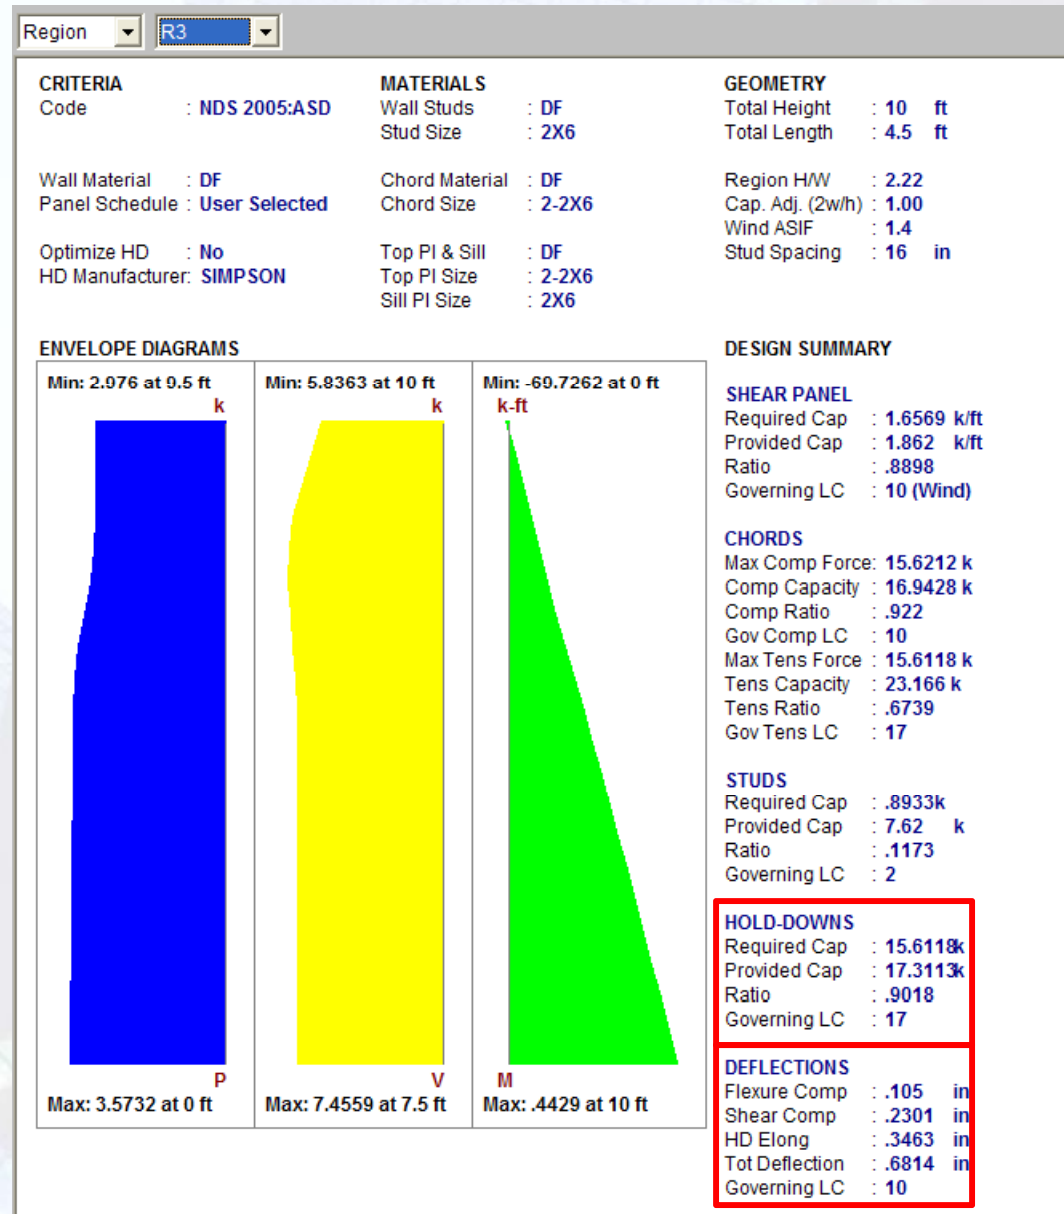 Region R3
CRITERIA
Code : NDS 2005:ASD
Wall Material : DF
Panel Schedule : User Selected
Optimize HD : No
HD Manufacturer: SIMPSON
MATERIALS
Wall Studs : DF
Stud Size : 2X6
Chord Material : DF
Chord Size : 2-2X6
Top Pl & Sill : DF
Top Pl Size : 2-2X6
Sill Pl Size : 2X6
GEOMETRY
Total Height : 10 ft
Total Length : 4.5 ft
Region H/W : 2.22
Cap. Adj. (2w/h) : 1.00
Wind ASIF : 1.4
Stud Spacing : 16 in
ENVELOPE DIAGRAMS
Min: 2.976 at 9.5 ft
k
P
Max: 3.5732 at 0 ft
Min: 5.8363 at 10 ft
k
V
Max: 7.4559 at 7.5 ft
Min: -69.7262 at 0 ft
k-ft
M
Max: .4429 at 10 ft
DESIGN SUMMARY
SHEAR PANEL
Required Cap : 1.6569 k/ft
Provided Cap : 1.862 k/ft
Ratio : .8898
Governing LC : 10 (Wind)
CHORDS
Max Comp Force: 15.6212 k
Comp Capacity : 16.9428 k
Comp Ratio : .922
Gov Comp LC : 10
Max Tens Force : 15.6118 k
Tens Capacity : 23.166 k
Tens Ratio : .6739
Gov Tens LC : 17
STUDS
Required Cap : .8933k
Provided Cap : 7.62 k
Ratio : .1173
Governing LC : 2
HOLD-DOWNS
Required Cap : 15.6118k
Provided Cap : 17.3113k
Ratio : .9018
Governing LC : 17
DEFLECTIONS
Flexure Comp : .105 in
Shear Comp : .2301 in
HD Elong : .3463 in
Tot Deflection : .6814 in
Governing LC : 10